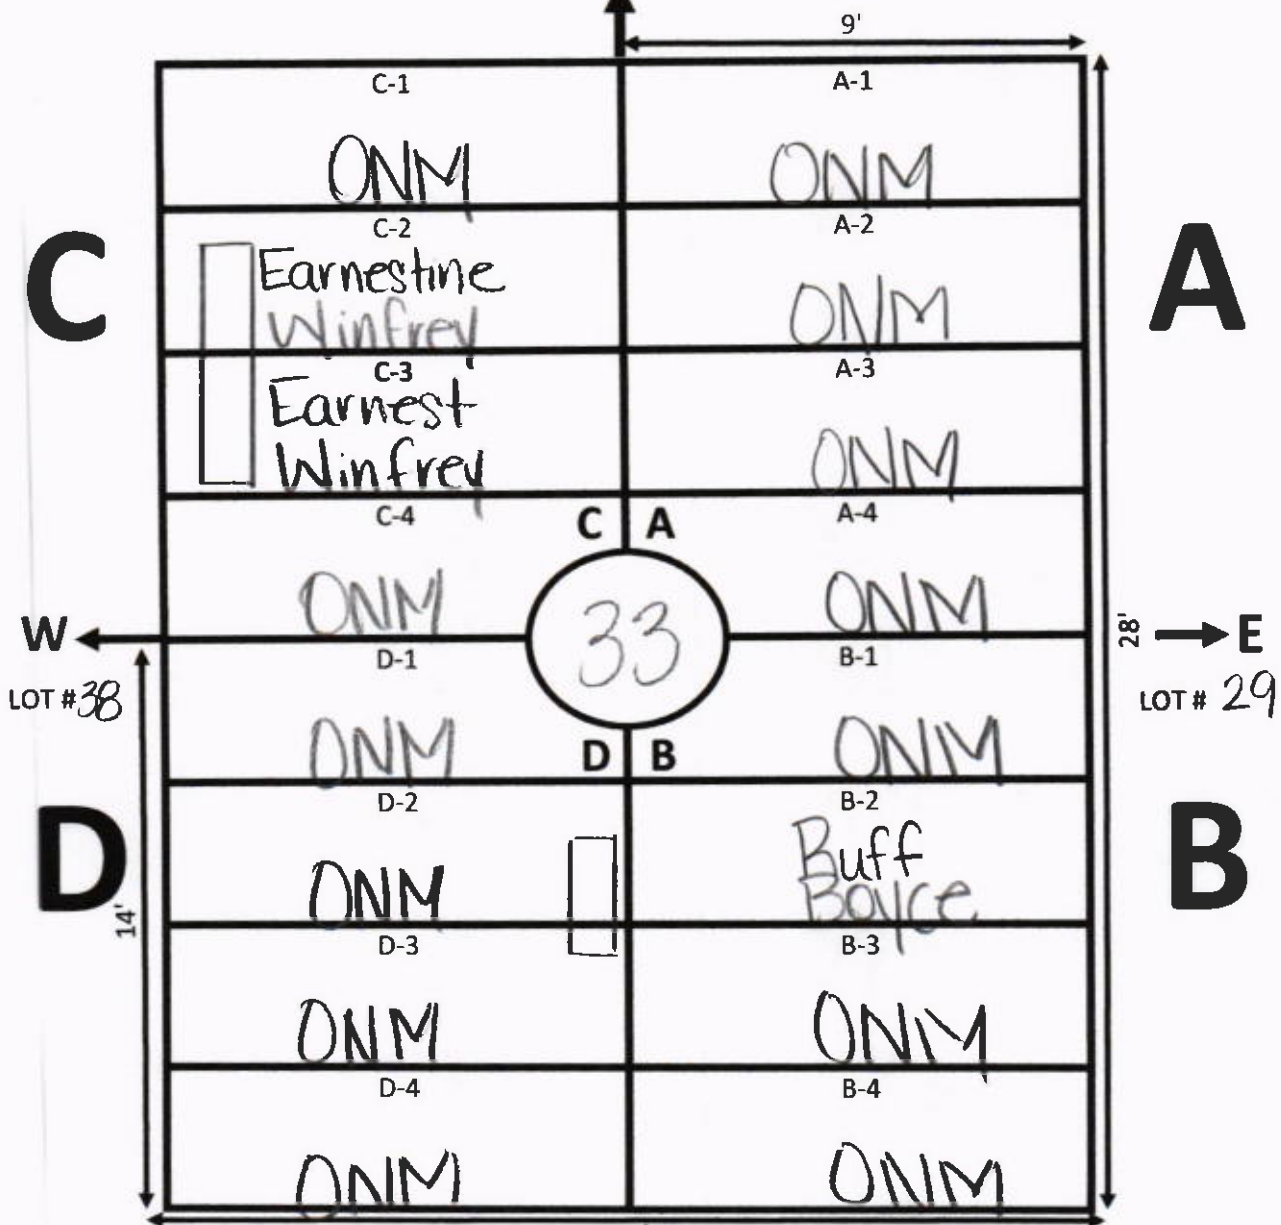 9'
C-1 A-1
ONM ONM
C-2 A-2
C A
Earnestine
Winfrey ONM
C-3 A-3
Earnest
Winfrey ONM
C-4 C A A-4
ONM 33 ONM
W 28' E
D-1 B-1
LOT #38 LOT # 29
ONM D B ONM
D-2 B-2
D B
ONM Buff
Boyce
14'
D-3 B-3
ONM ONM
D-4 B-4
ONM ONM